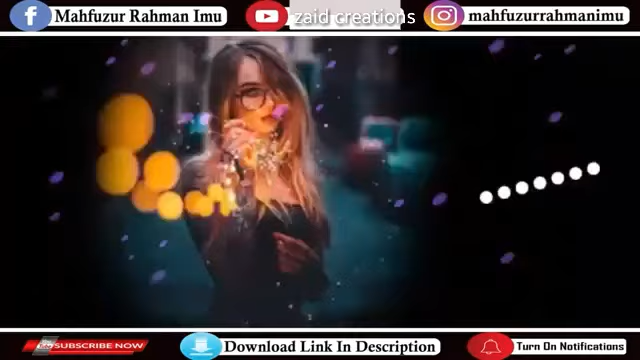 Mahfuzur Rahman Imu
zaid creations
mahfuzurrahmanimu
SUBSCRIBE NOW
Download Link In Description
Turn On Notifications